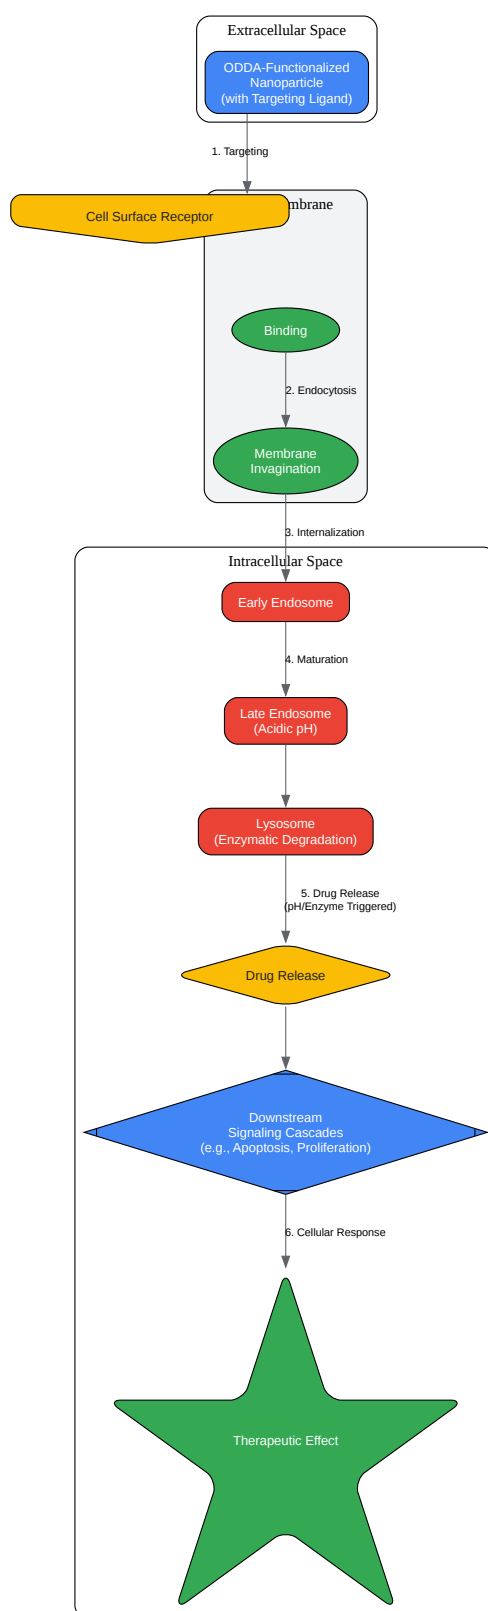 Extracellular Space
ODDA-Functionalized
Nanoparticle
(with Targeting Ligand)
1. Targeting
Cell Surface Receptor
Binding
2. Endocytosis
Membrane
Invagination
3. Internalization
Intracellular Space
Early Endosome
4. Maturation
Late Endosome
(Acidic pH)
Lysosome
(Enzymatic Degradation)
5. Drug Release
(pH/Enzyme Triggered)
Drug Release
Downstream
Signaling Cascades
(e.g., Apoptosis, Proliferation)
6. Cellular Response
Therapeutic Effect